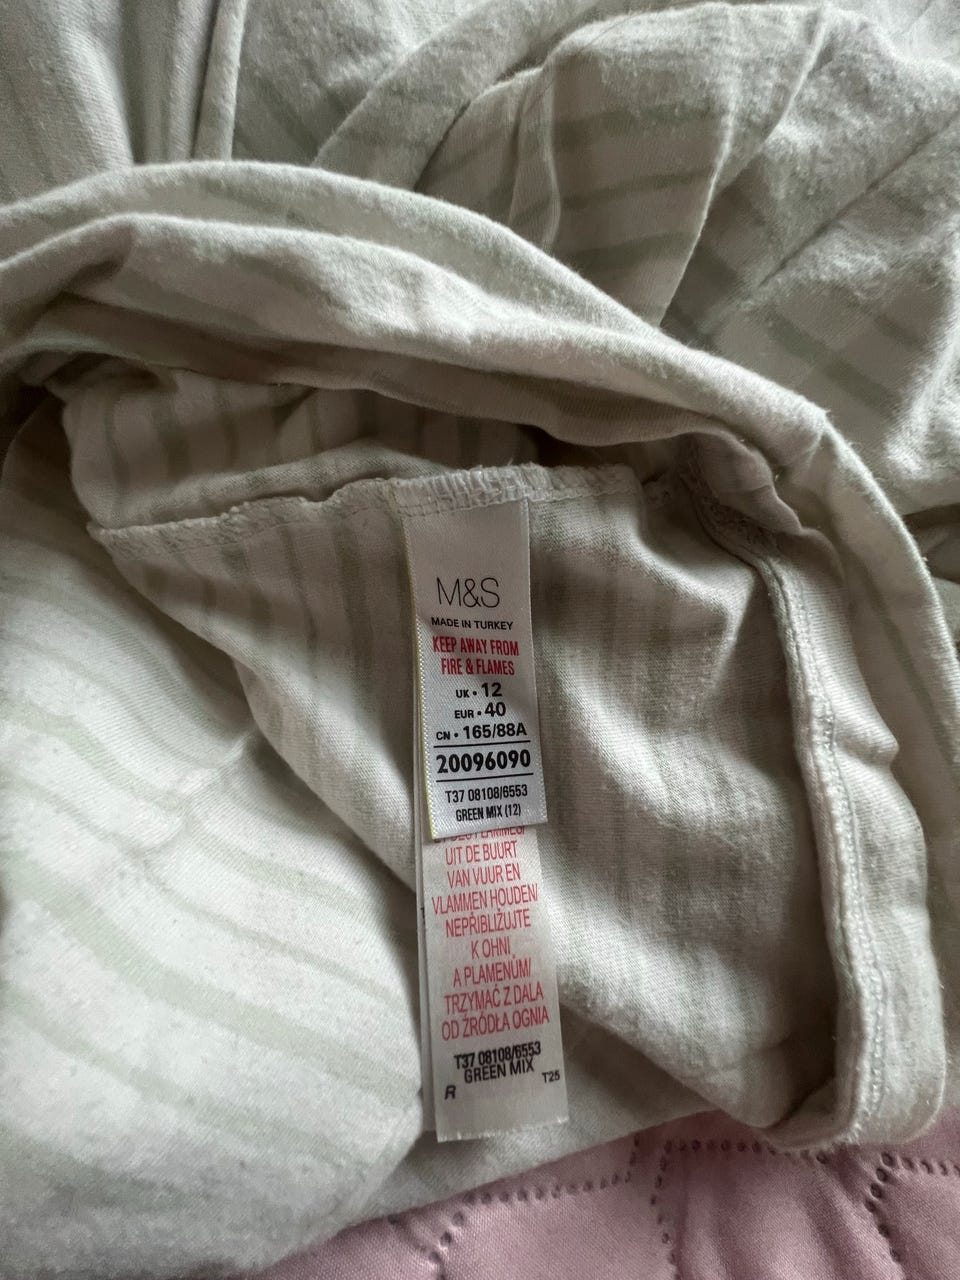 M&S
MADE IN TURKEY
KEEP AWAY FROM
FIRE & FLAMES
UK • 12
EUR • 40
CN • 165/88A
20096090
T37 08108/6553
GREEN MIX (12)
UIT DE BUURT
VAN VUUR EN
VLAMMEN HOUDEN/
NEPŘIBLIŽUJTE
K OHNI
A PLAMENŮM/
TRZYMAĆ Z DALA
OD ŹRÓDŁA OGNIA
T37 08108/6553
GREEN MIX
R T25